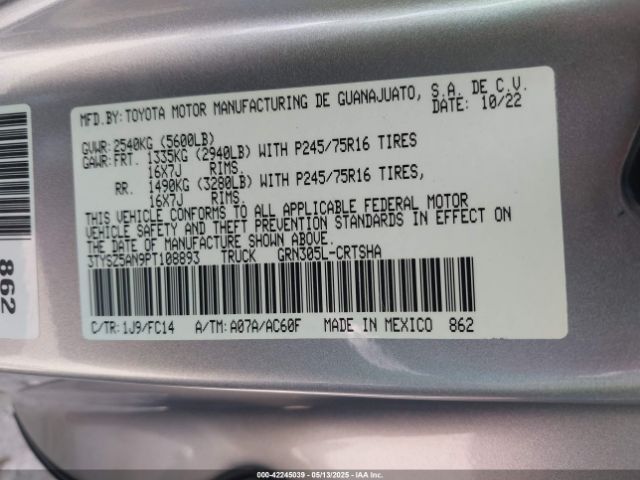 MFD.BY:TOYOTA MOTOR MANUFACTURING DE GUANAJUATO, S.A. DE C.V.
DATE: 10/22
GVWR: 2540KG (5600LB)
GAWR:FRT. 1335KG (2940LB) WITH P245/75R16 TIRES
16X7J RIMS.
RR. 1490KG (3280LB) WITH P245/75R16 TIRES,
16X7J RIMS.
THIS VEHICLE CONFORMS TO ALL APPLICABLE FEDERAL MOTOR
VEHICLE SAFETY AND THEFT PREVENTION STANDARDS IN EFFECT ON
THE DATE OF MANUFACTURE SHOWN ABOVE.
3TYSZ5AN9PT108893 TRUCK GRN305L-CRTSHA
C/TR:1J9/FC14 A/TM:A07A/AC60F MADE IN MEXICO 862
862
000-42245039 - 05/13/2025 - IAAI.COM